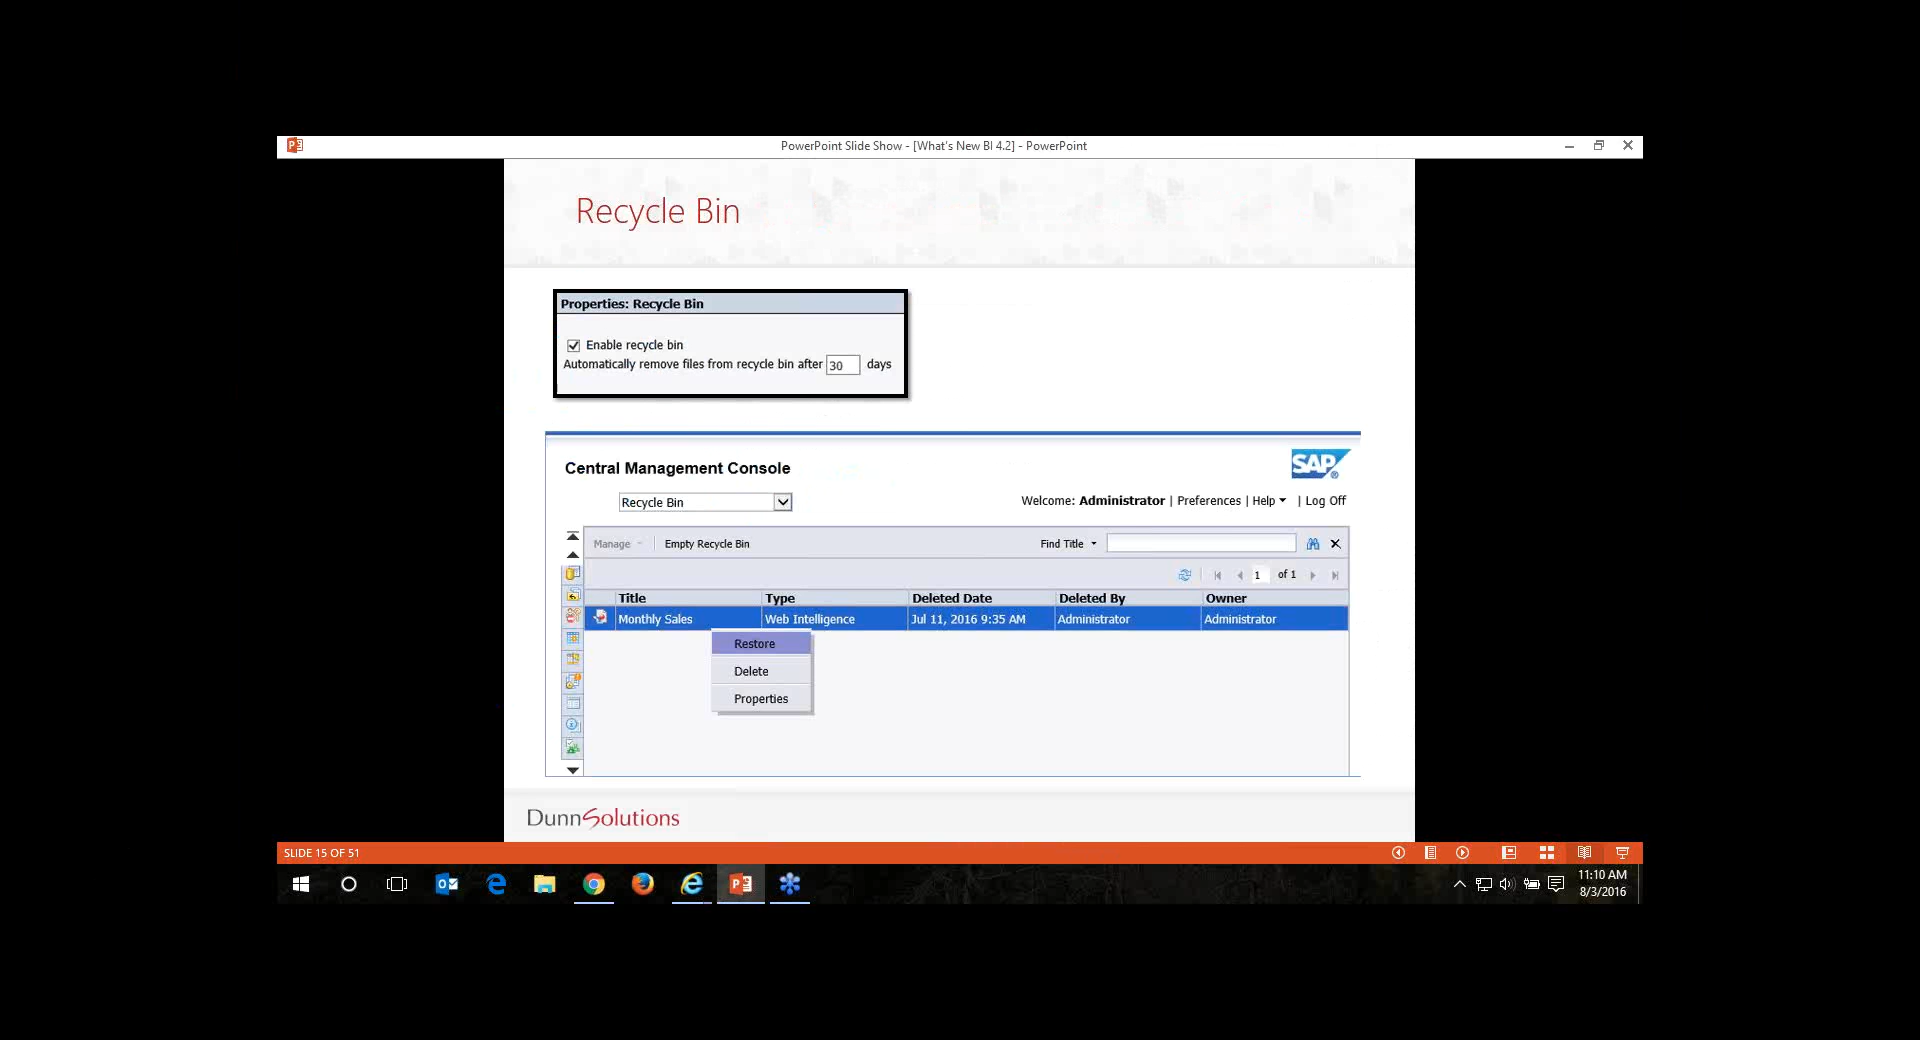 PowerPoint Slide Show - [What's New BI 4.2] - PowerPoint
Recycle Bin
Properties: Recycle Bin
Enable recycle bin
Automatically remove files from recycle bin after 30 days
Central Management Console
SAP®
Recycle Bin
Welcome: Administrator | Preferences | Help | Log Off
Manage Empty Recycle Bin Find Title
1 of 1
Title Type Deleted Date Deleted By Owner
Monthly Sales Web Intelligence Jul 11, 2016 9:35 AM Administrator Administrator
Restore
Delete
Properties
DunnSolutions
SLIDE 15 OF 51
11:10 AM
8/3/2016